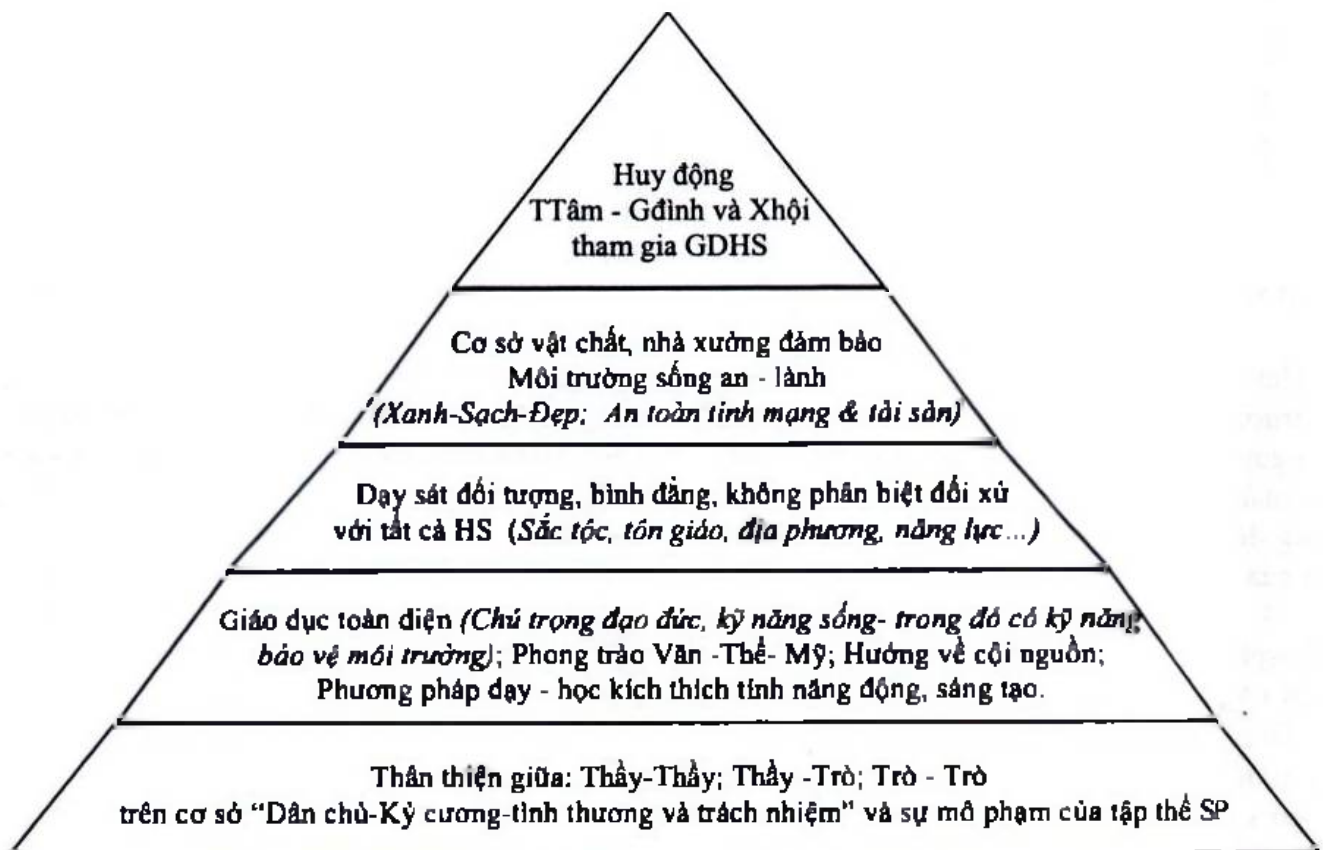 Huy động
TTâm - Gđình và Xhội
tham gia GDHS
Cơ sở vật chất, nhà xưởng đảm bảo
Môi trường sống an - lành
(Xanh-Sạch-Đẹp; An toàn tính mạng & tài sản)
Dạy sát đối tượng, bình đẳng, không phân biệt đối xử
với tất cả HS (Sắc tộc, tôn giáo, địa phương, năng lực...)
Giáo dục toàn diện (Chú trọng đạo đức, kỹ năng sống- trong đó có kỹ năng
bảo vệ môi trường); Phong trào Văn -Thể- Mỹ; Hướng về cội nguồn;
Phương pháp dạy - học kích thích tính năng động, sáng tạo.
Thân thiện giữa: Thầy-Thầy; Thầy -Trò; Trò - Trò
trên cơ sở “Dân chủ-Kỷ cương-tình thương và trách nhiệm” và sự mô phạm của tập thể SP